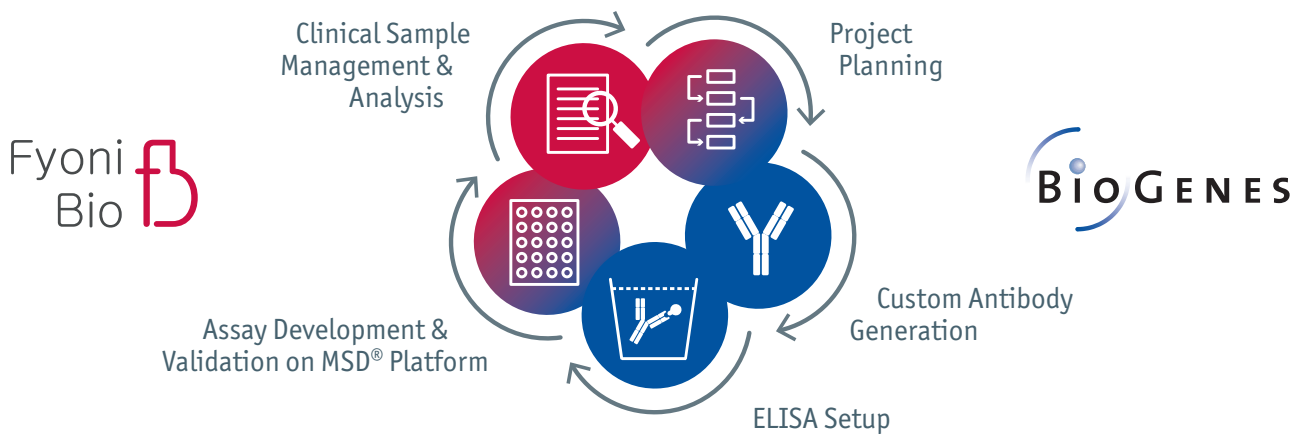 Clinical Sample
Management &
Analysis
Project
Planning
Fyoni
Bio
BIOGENES
Custom Antibody
Generation
Assay Development &
Validation on MSD® Platform
ELISA Setup